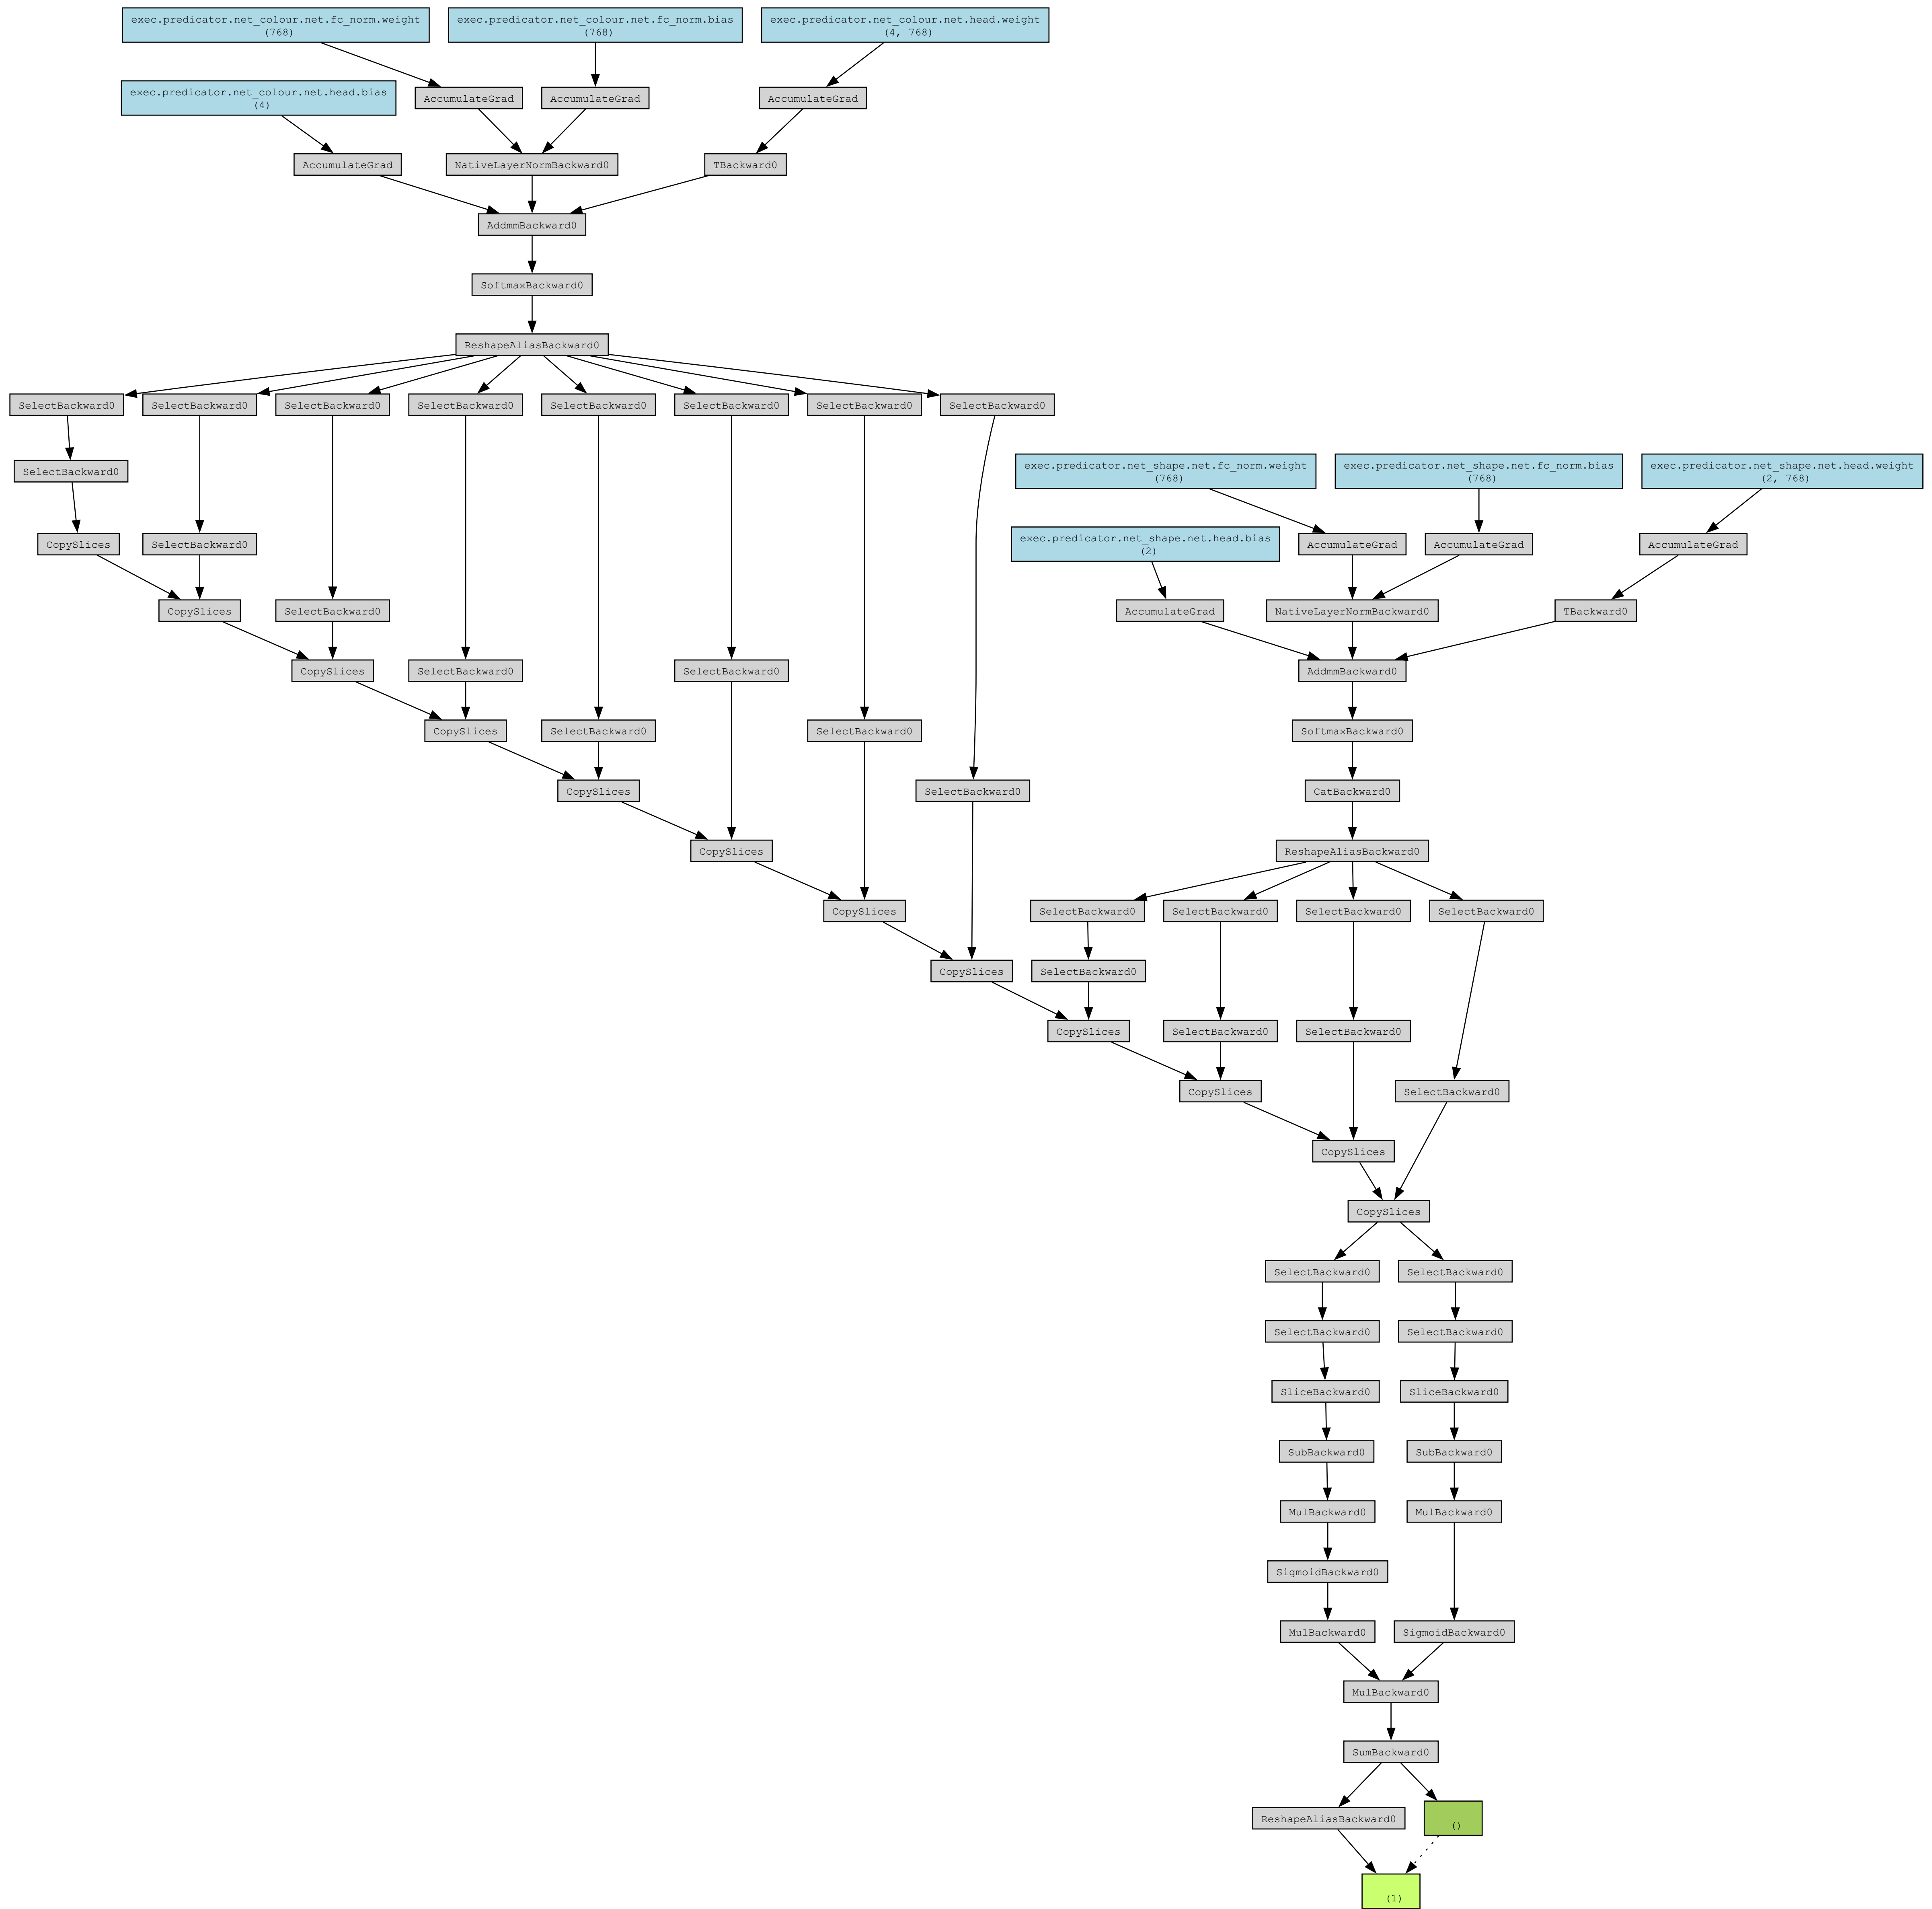 exec.predicator.net_colour.net.fc_norm.weight
(768)
exec.predicator.net_colour.net.fc_norm.bias
(768)
exec.predicator.net_colour.net.head.weight
(4, 768)
exec.predicator.net_colour.net.head.bias
(4)
AccumulateGrad
AccumulateGrad
AccumulateGrad
AccumulateGrad
NativeLayerNormBackward0
TBackward0
AddmmBackward0
SoftmaxBackward0
ReshapeAliasBackward0
SelectBackward0
SelectBackward0
SelectBackward0
SelectBackward0
SelectBackward0
SelectBackward0
SelectBackward0
SelectBackward0
SelectBackward0
exec.predicator.net_shape.net.fc_norm.weight
(768)
exec.predicator.net_shape.net.fc_norm.bias
(768)
exec.predicator.net_shape.net.head.weight
(2, 768)
CopySlices
SelectBackward0
exec.predicator.net_shape.net.head.bias
(2)
AccumulateGrad
AccumulateGrad
AccumulateGrad
CopySlices
SelectBackward0
AccumulateGrad
NativeLayerNormBackward0
TBackward0
CopySlices
SelectBackward0
SelectBackward0
AddmmBackward0
CopySlices
SelectBackward0
SelectBackward0
SoftmaxBackward0
CopySlices
SelectBackward0
CatBackward0
CopySlices
ReshapeAliasBackward0
CopySlices
SelectBackward0
SelectBackward0
SelectBackward0
SelectBackward0
CopySlices
SelectBackward0
CopySlices
SelectBackward0
SelectBackward0
CopySlices
SelectBackward0
CopySlices
CopySlices
SelectBackward0
SelectBackward0
SelectBackward0
SelectBackward0
SliceBackward0
SliceBackward0
SubBackward0
SubBackward0
MulBackward0
MulBackward0
SigmoidBackward0
MulBackward0
SigmoidBackward0
MulBackward0
SumBackward0
ReshapeAliasBackward0
()
(1)